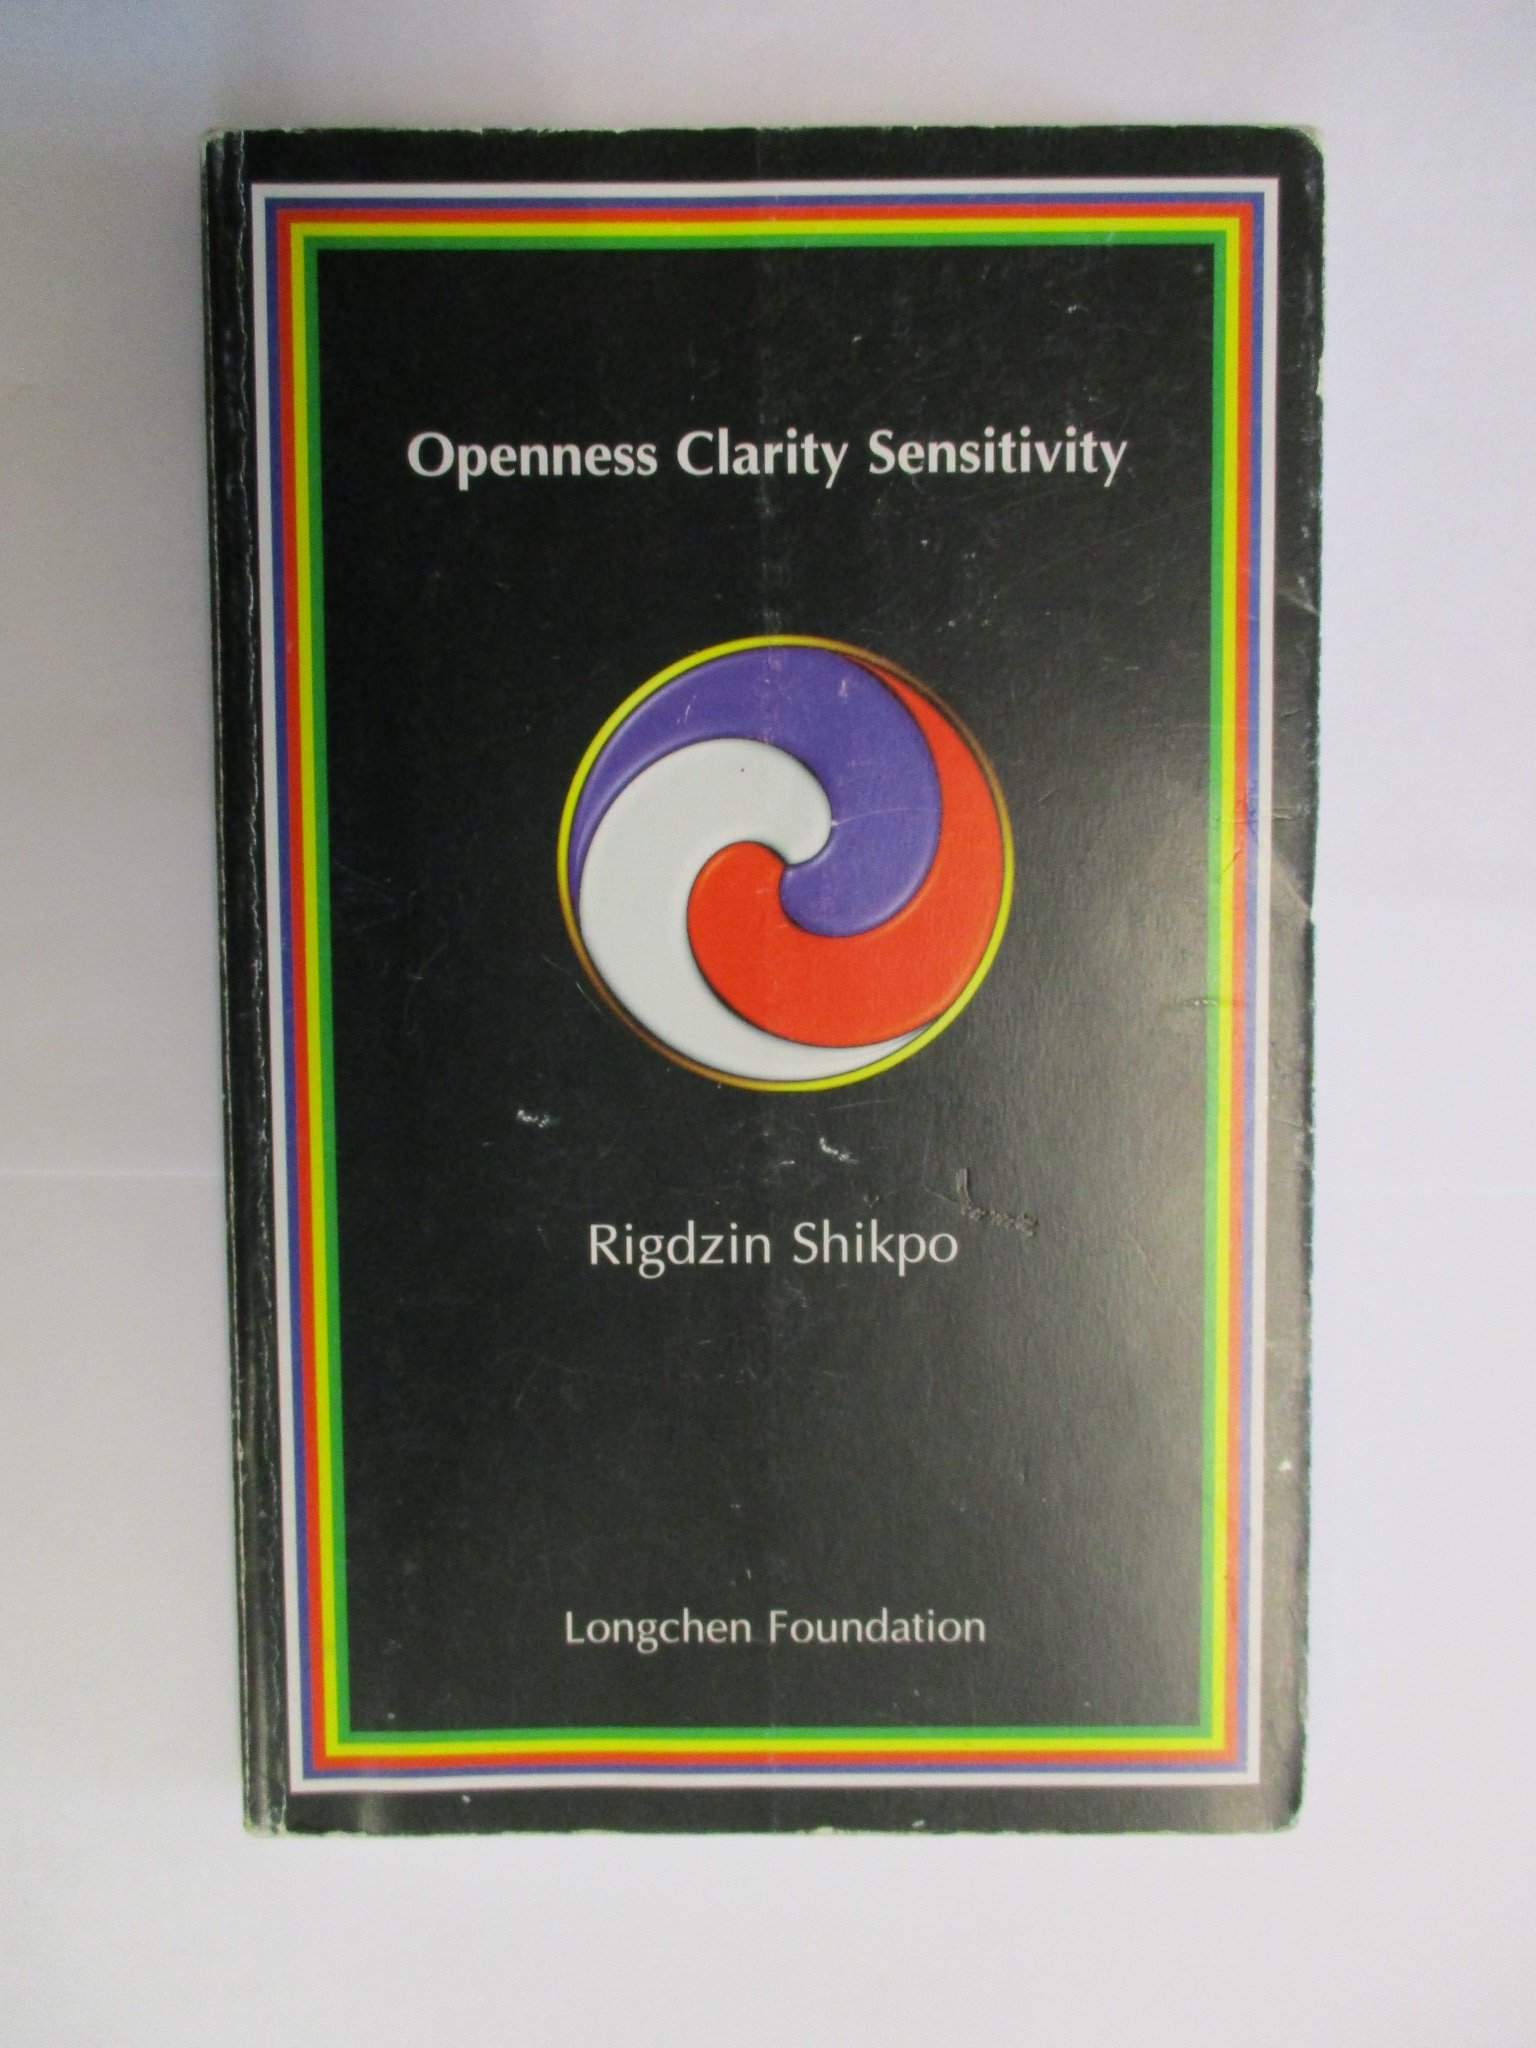 Openness Clarity Sensitivity
Rigdzin Shikpo
Longchen Foundation